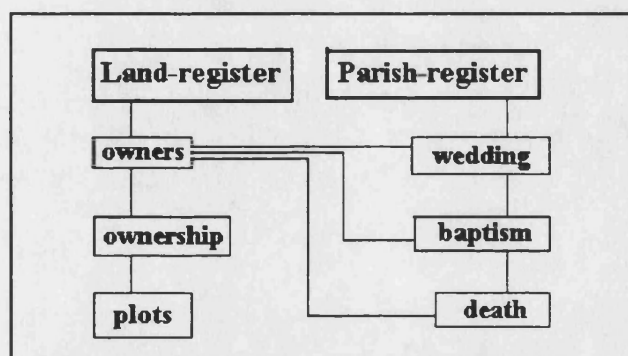 Land-register
Parish-register
owners
wedding
ownership
baptism
plots
death